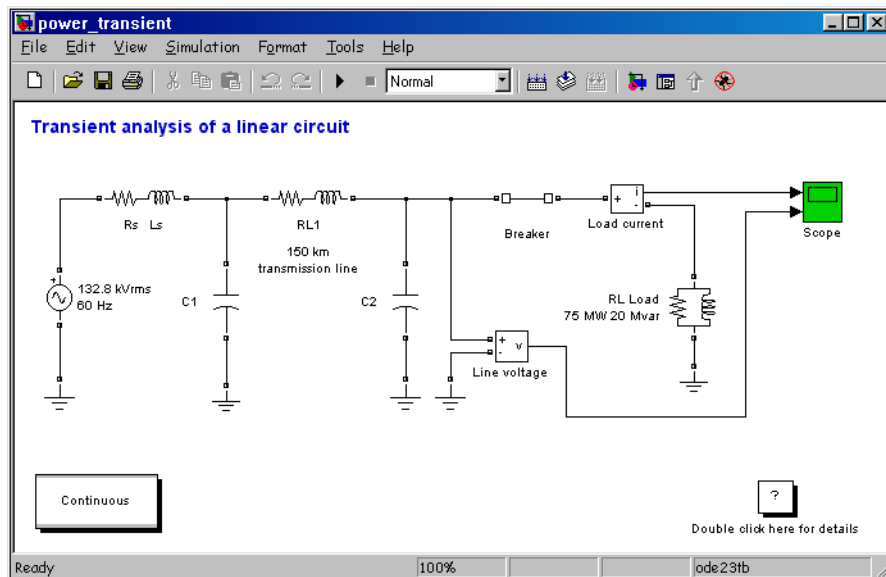 power_transient
File Edit View Simulation Format Tools Help
Normal
Transient analysis of a linear circuit
Rs Ls
RL1
150 km
transmission line
Breaker
+ i -
Load current
Scope
+
132.8 kVrms
60 Hz
C1
C2
RL Load
75 MW 20 Mvar
+ - v
Line voltage
Continuous
?
Double click here for details
Ready
100%
ode23tb